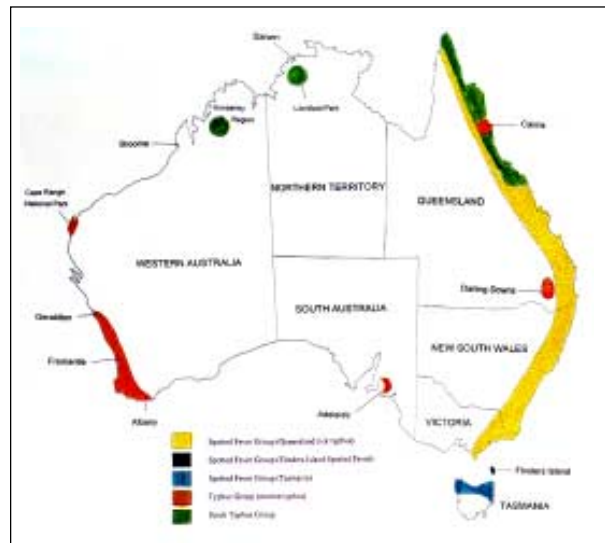 Darwin
Litchfield Park
Kimberley
Region
Broome
Cairns
Cape Range
National Park
NORTHERN TERRITORY
QUEENSLAND
WESTERN AUSTRALIA
Darling Downs
SOUTH AUSTRALIA
Geraldton
NEW SOUTH WALES
Fremantle
Adelaide
Albany
VICTORIA
Spotted Fever Group (Queensland tick typhus)
Spotted Fever Group (Flinders Island Spotted Fever)
Flinders Island
Spotted Fever Group (Tasmania)
Typhus Group (murine typhus)
TASMANIA
Scrub Typhus Group